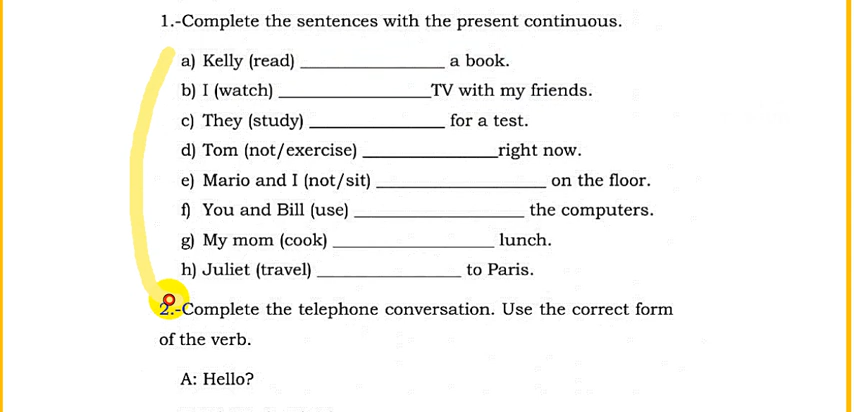 1.-Complete the sentences with the present continuous.
a) Kelly (read) ______________ a book.
b) I (watch) ______________TV with my friends.
c) They (study) ______________ for a test.
d) Tom (not/exercise) ______________right now.
e) Mario and I (not/sit) ________________ on the floor.
f) You and Bill (use) ________________ the computers.
g) My mom (cook) ________________ lunch.
h) Juliet (travel) ______________ to Paris.
2.-Complete the telephone conversation. Use the correct form
of the verb.
A: Hello?